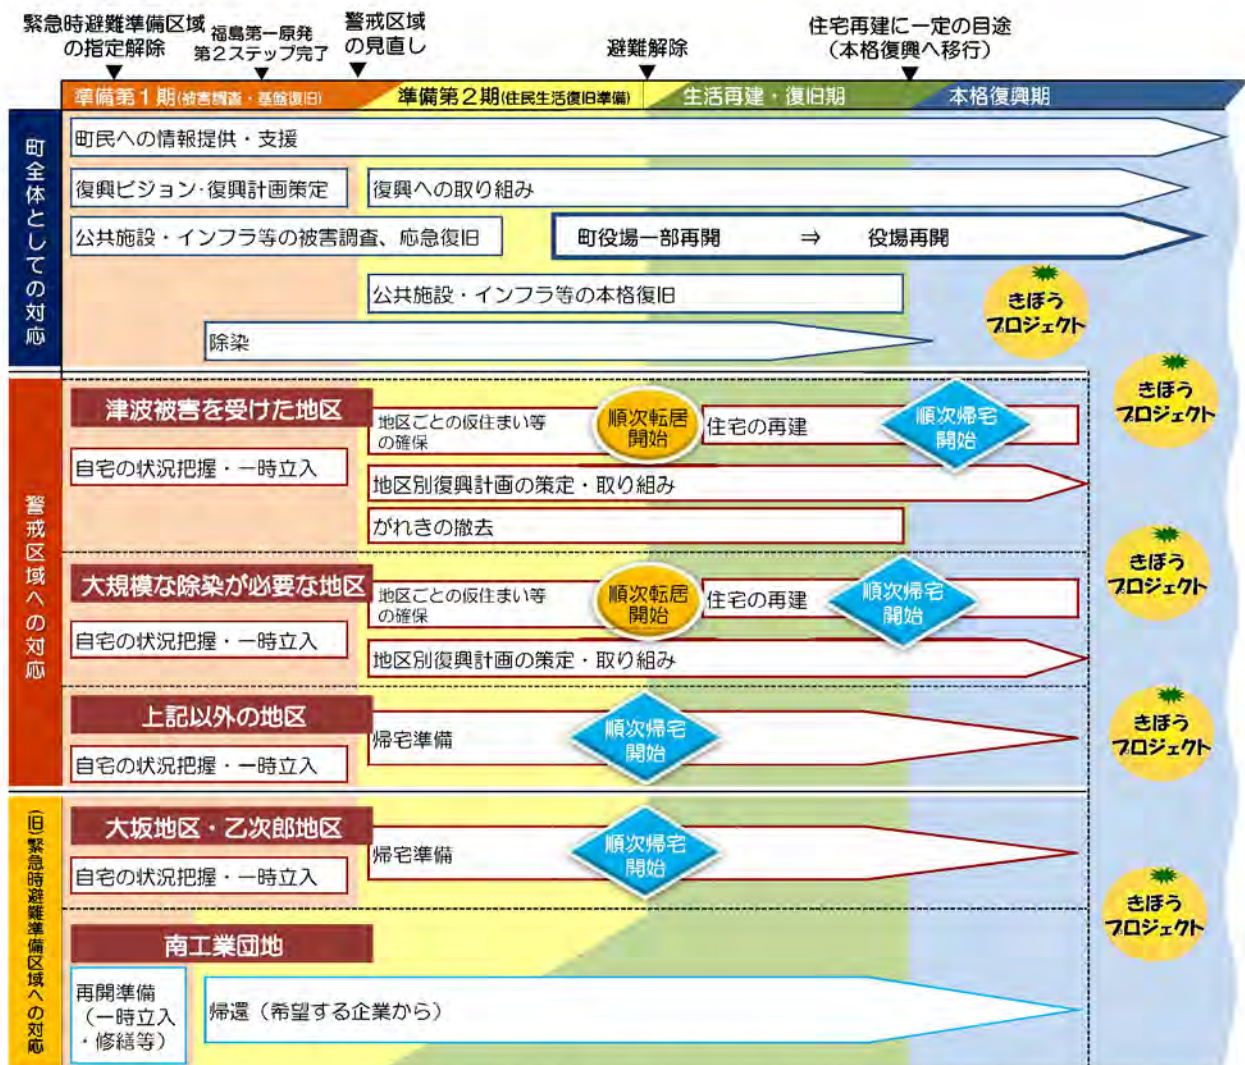 緊急時避難準備区域
の指定解除
福島第一原発
第2ステップ完了
警戒区域
の見直し
避難解除
住宅再建に一定の目途
（本格復興へ移行）
準備第１期(被害調査・基盤復旧)
準備第２期(住民生活復旧準備)
生活再建・復旧期
本格復興期
町全体としての対応
町民への情報提供・支援
復興ビジョン・復興計画策定
復興への取り組み
公共施設・インフラ等の被害調査、応急復旧
町役場一部再開　⇒　役場再開
公共施設・インフラ等の本格復旧
除染
きぼう
プロジェクト
警戒区域への対応
津波被害を受けた地区
自宅の状況把握・一時立入
地区ごとの仮住まい等
の確保
順次転居
開始
住宅の再建
順次帰宅
開始
地区別復興計画の策定・取り組み
がれきの撤去
きぼう
プロジェクト
大規模な除染が必要な地区
自宅の状況把握・一時立入
地区ごとの仮住まい等
の確保
順次転居
開始
住宅の再建
順次帰宅
開始
地区別復興計画の策定・取り組み
きぼう
プロジェクト
上記以外の地区
自宅の状況把握・一時立入
帰宅準備
順次帰宅
開始
きぼう
プロジェクト
(旧)緊急時避難準備区域への対応
大坂地区・乙次郎地区
自宅の状況把握・一時立入
帰宅準備
順次帰宅
開始
きぼう
プロジェクト
南工業団地
再開準備
（一時立入
・修繕等）
帰還（希望する企業から）